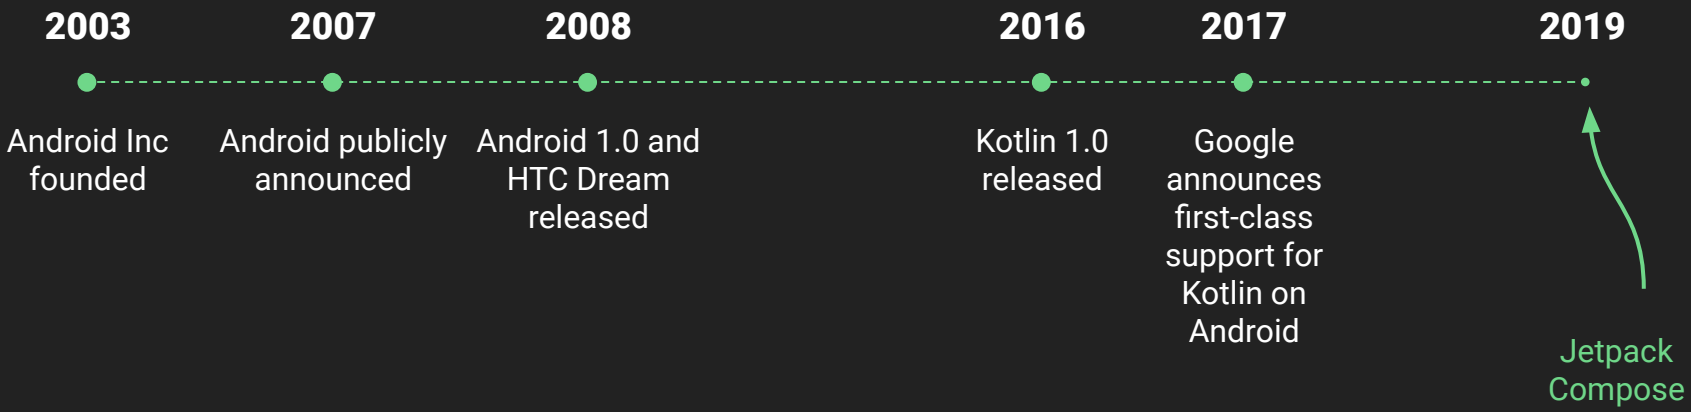 2003
2007
2008
2016
2017
2019
Android Inc
founded
Android publicly
announced
Android 1.0 and
HTC Dream
released
Kotlin 1.0
released
Google
announces
first-class
support for
Kotlin on
Android
Jetpack
Compose